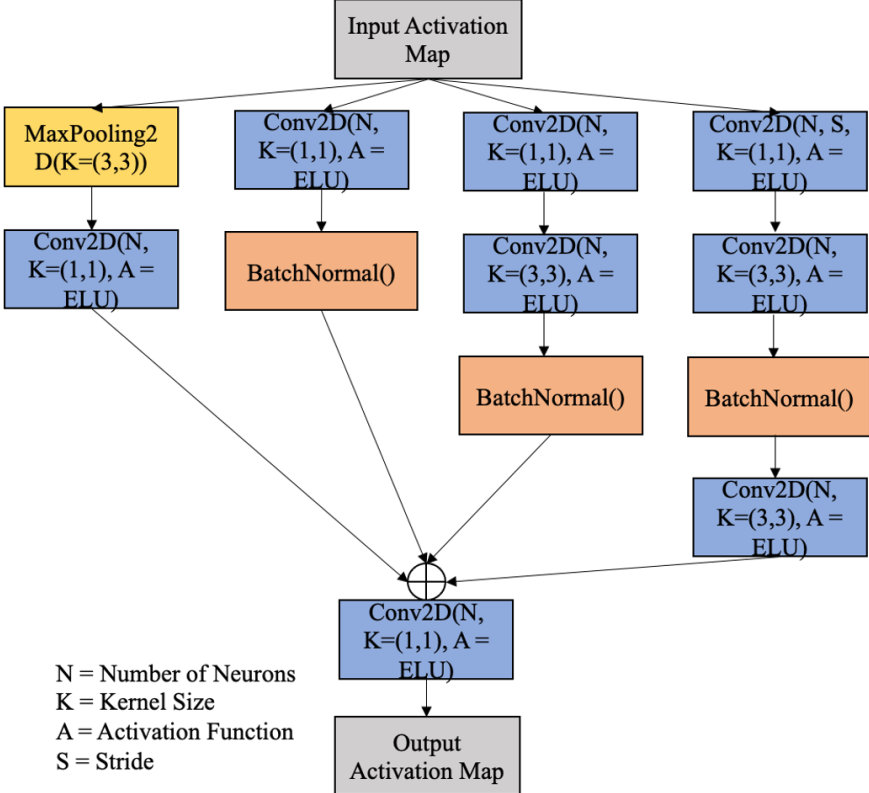 Input Activation
Map
MaxPooling2
D(K=(3,3))
Conv2D(N,
K=(1,1), A =
ELU)
Conv2D(N,
K=(1,1), A =
ELU)
Conv2D(N, S,
K=(1,1), A =
ELU)
Conv2D(N,
K=(1,1), A =
ELU)
BatchNormal()
Conv2D(N,
K=(3,3), A =
ELU)
Conv2D(N,
K=(3,3), A =
ELU)
BatchNormal()
BatchNormal()
Conv2D(N,
K=(3,3), A =
ELU)
Conv2D(N,
K=(1,1), A =
ELU)
N = Number of Neurons
K = Kernel Size
A = Activation Function
S = Stride
Output
Activation Map